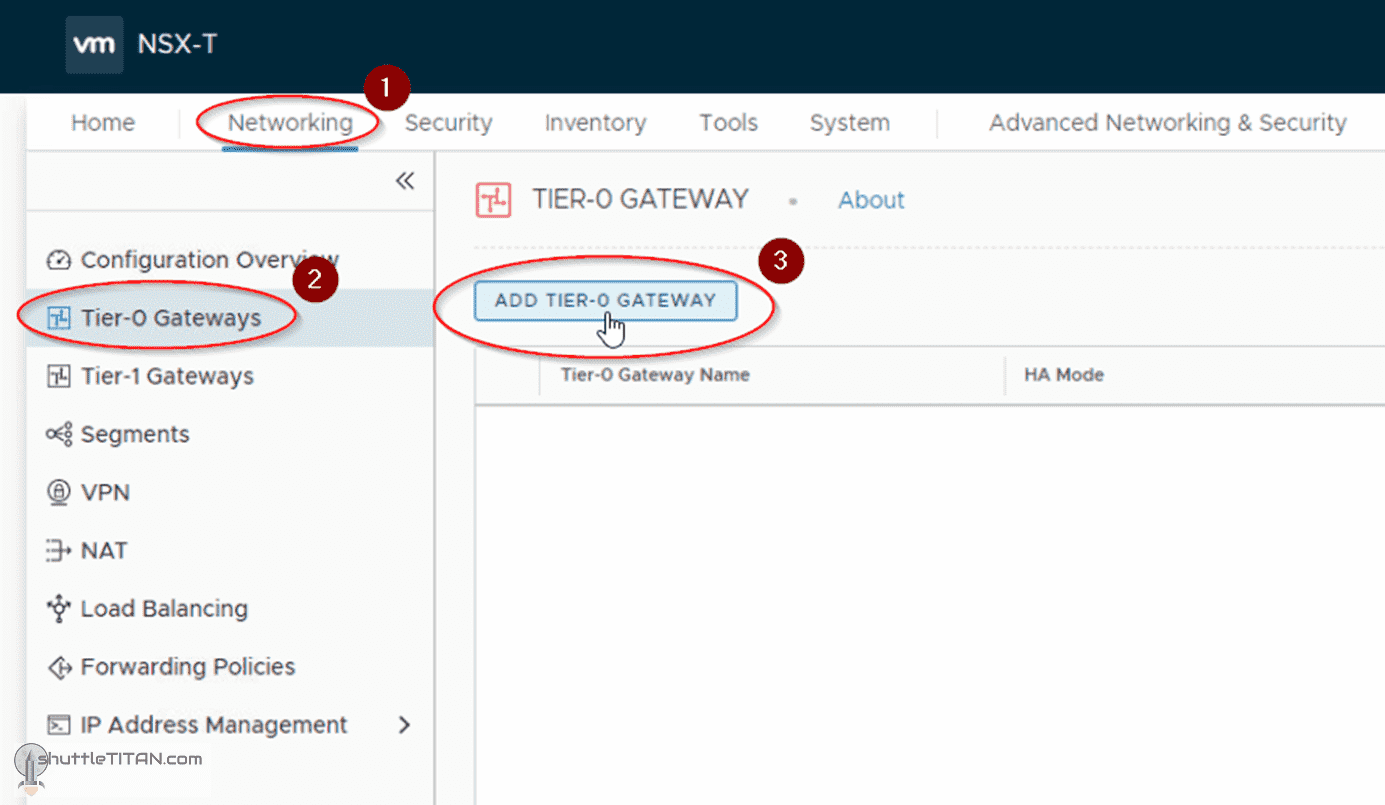 vm NSX-T
1
Home Networking Security Inventory Tools System Advanced Networking & Security
TIER-0 GATEWAY • About
Configuration Overview
2
3
ADD TIER-0 GATEWAY
Tier-0 Gateways
Tier-0 Gateway Name HA Mode
Tier-1 Gateways
Segments
VPN
NAT
Load Balancing
Forwarding Policies
IP Address Management
shuttleTITAN.com